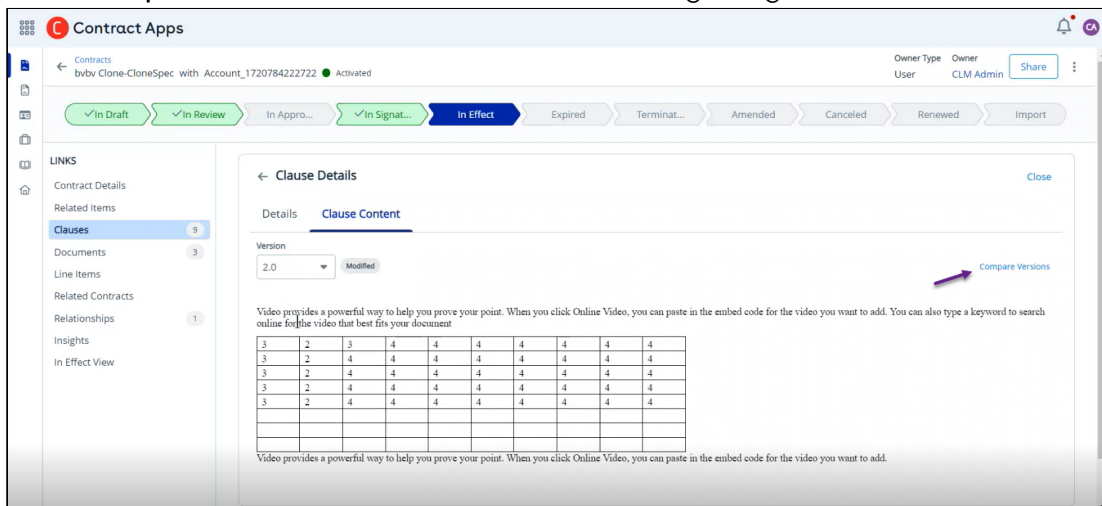 C Contract Apps
CA
Contracts
bvbv Clone-CloneSpec with Account_1720784222722 Activated
Owner Type Owner
User CLM Admin
Share
In Draft In Review In Appro... In Signat... In Effect Expired Terminat... Amended Canceled Renewed Import
LINKS
Contract Details
Related Items
Clauses 9
Documents 3
Line Items
Related Contracts
Relationships 1
Insights
In Effect View
Clause Details
Close
Details Clause Content
Version
2.0 Modified
Compare Versions
Video provides a powerful way to help you prove your point. When you click Online Video, you can paste in the embed code for the video you want to add. You can also type a keyword to search
online for the video that best fits your document
3 2 3 4 4 4 4 4 4 4
3 2 4 4 4 4 4 4 4 4
3 2 4 4 4 4 4 4 4 4
3 2 4 4 4 4 4 4 4 4
3 2 4 4 4 4 4 4 4 4
Video provides a powerful way to help you prove your point. When you click Online Video, you can paste in the embed code for the video you want to add.